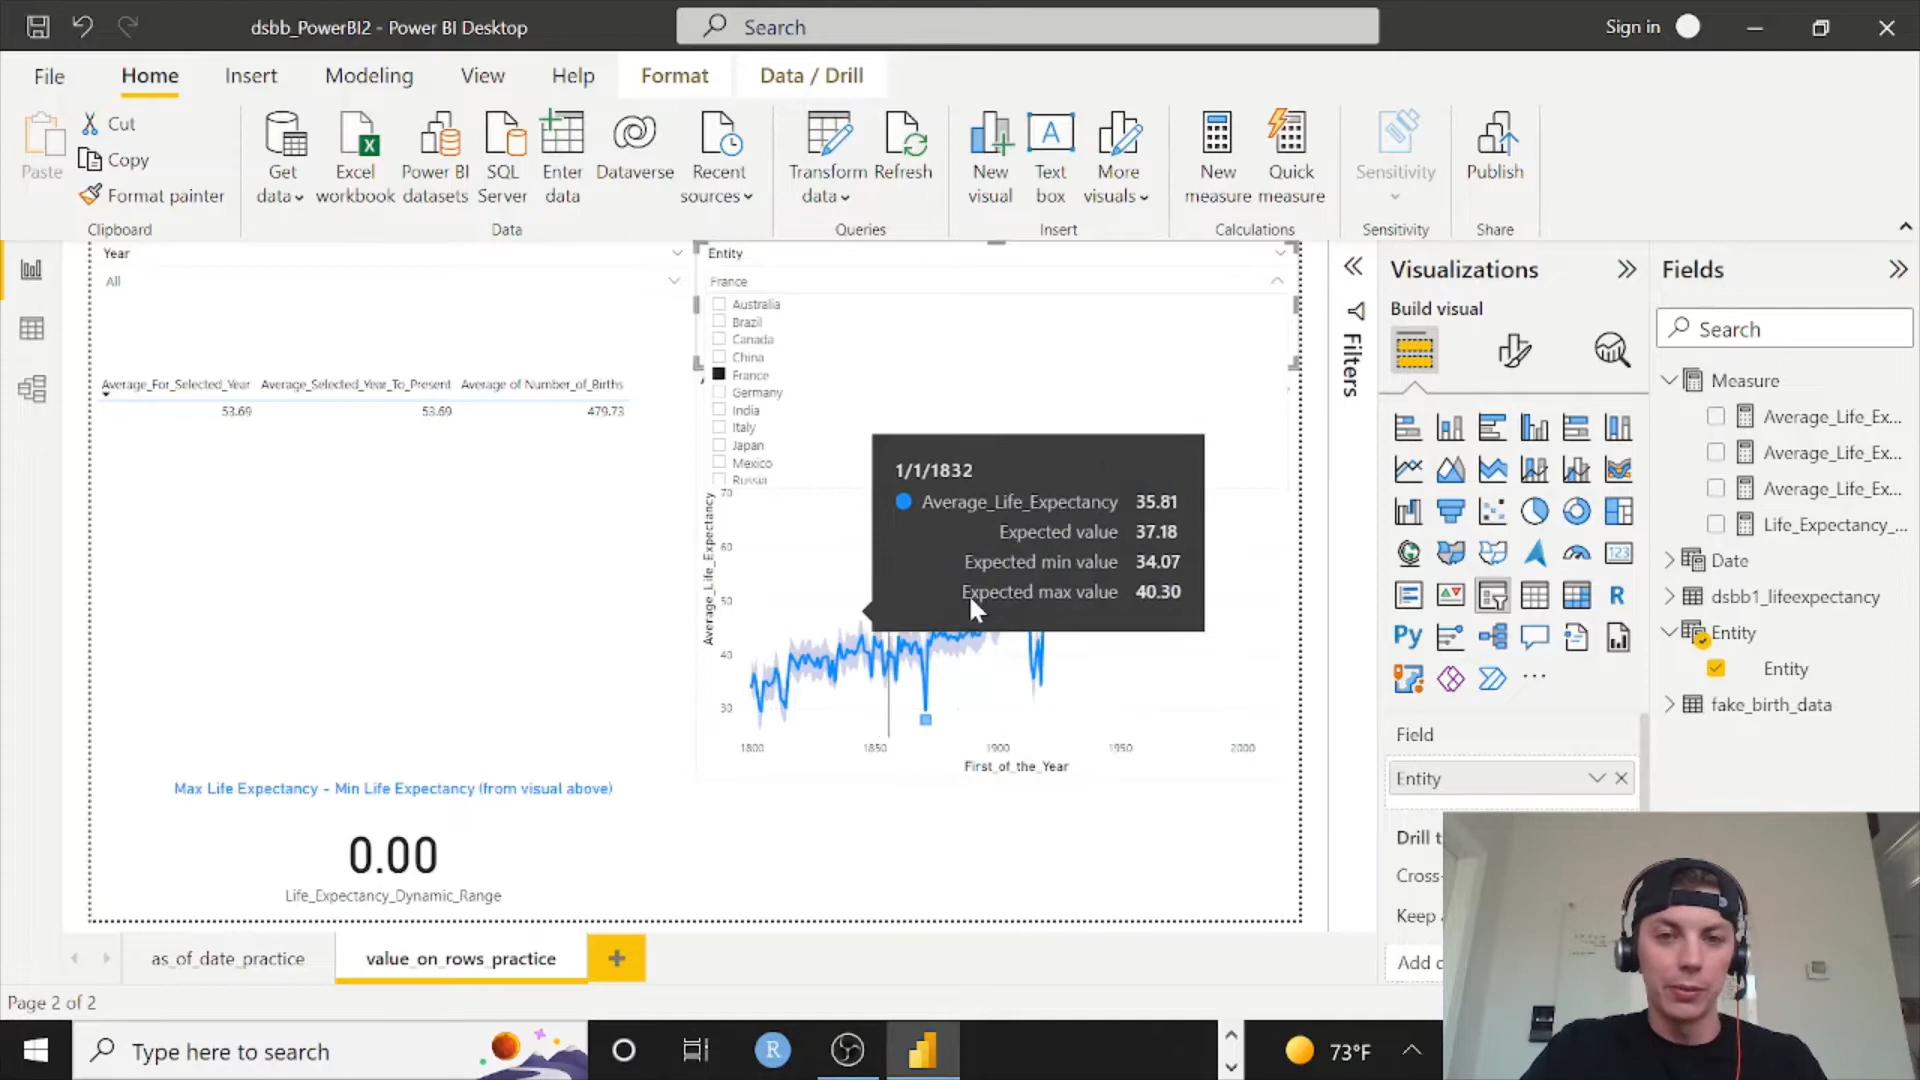 dsbb_PowerBI2 - Power BI Desktop
Search
Sign in
File
Home
Insert
Modeling
View
Help
Format
Data / Drill
Paste
Cut
Copy
Format painter
Clipboard
Get data
Excel workbook
Power BI datasets
SQL Server
Enter data
Dataverse
Recent sources
Data
Transform data
Refresh
Queries
New visual
Text box
More visuals
Insert
New measure
Quick measure
Calculations
Sensitivity
Sensitivity
Publish
Share
Year
All
Average_For_Selected_Year Average_Selected_Year_To_Present Average of Number_of_Births
53.69 53.69 479.73
Max Life Expectancy - Min Life Expectancy (from visual above)
0.00
Life_Expectancy_Dynamic_Range
Entity
France
Australia
Brazil
Canada
China
France
Germany
India
Italy
Japan
Mexico
Russia
1/1/1832
Average_Life_Expectancy 35.81
Expected value 37.18
Expected min value 34.07
Expected max value 40.30
Average_Life_Expectancy
70
60
50
40
30
1800 1850 1900 1950 2000
First_of_the_Year
Filters
Visualizations
Build visual
123
R
Py
...
Field
Entity
Drill t
Cross-
Keep
Add d
Fields
Search
Measure
Average_Life_Ex...
Average_Life_Ex...
Average_Life_Ex...
Life_Expectancy_...
Date
dsbb1_lifeexpectancy
Entity
Entity
fake_birth_data
as_of_date_practice
value_on_rows_practice
Page 2 of 2
Type here to search
R
73°F